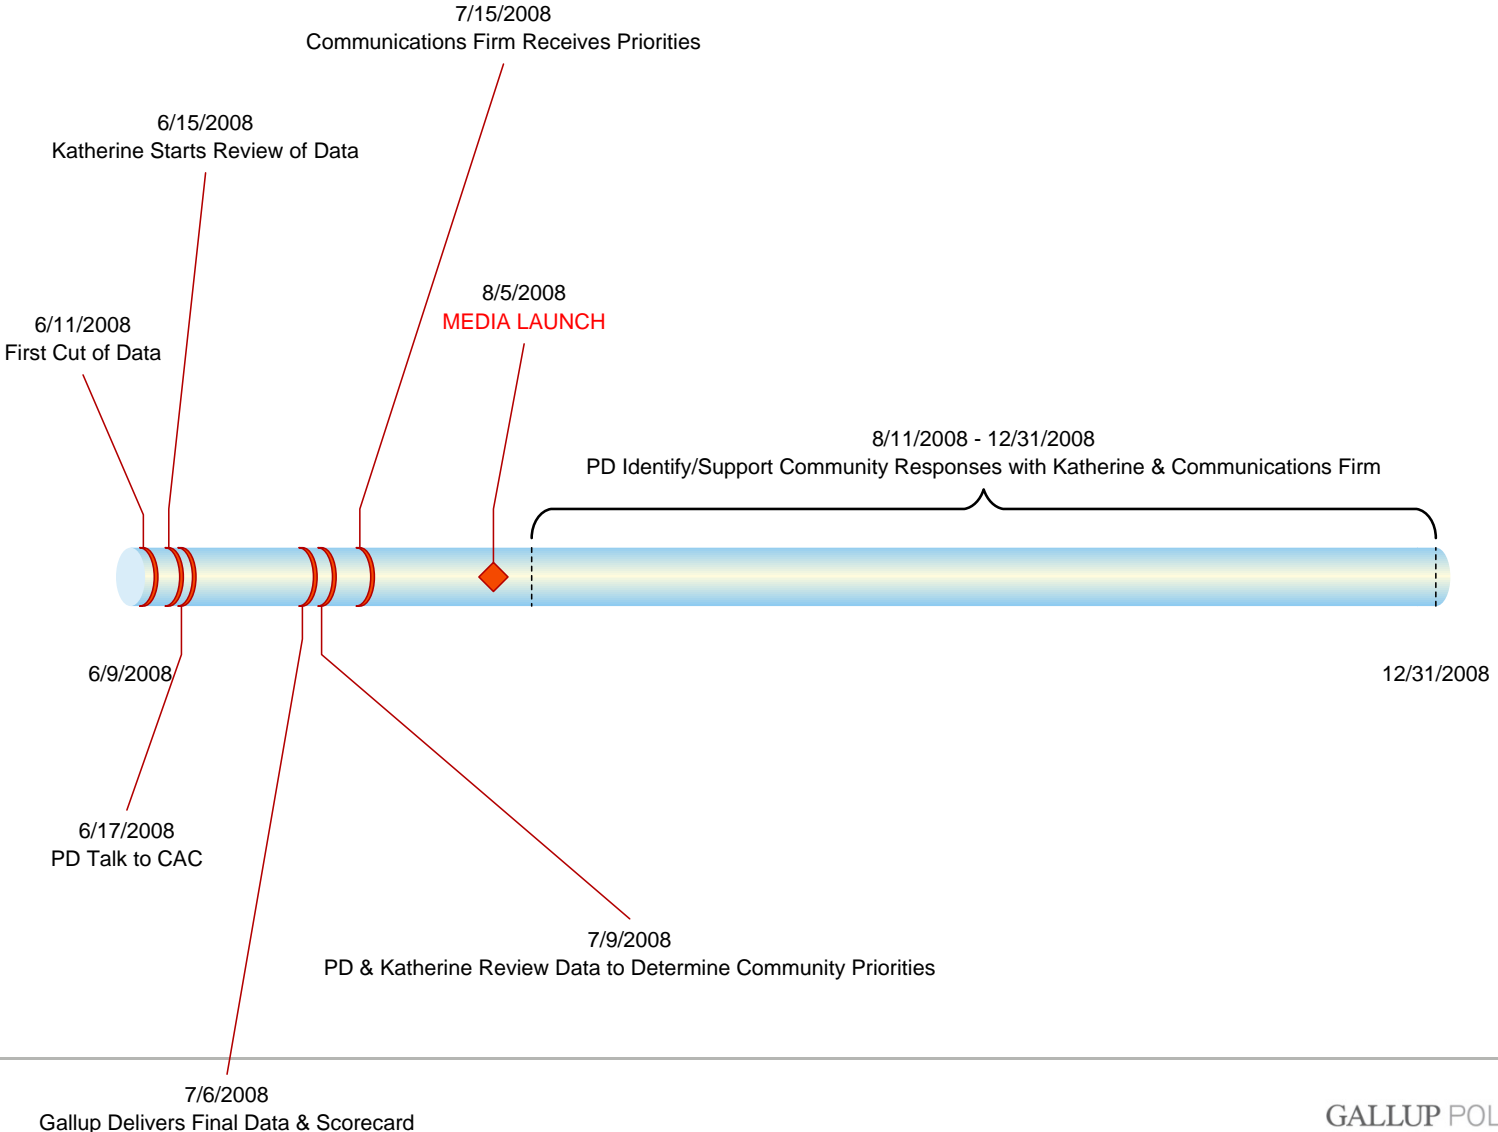 7/15/2008
Communications Firm Receives Priorities
6/15/2008
Katherine Starts Review of Data
8/5/2008
MEDIA LAUNCH
6/11/2008
First Cut of Data
8/11/2008 - 12/31/2008
PD Identify/Support Community Responses with Katherine & Communications Firm
6/9/2008
12/31/2008
6/17/2008
PD Talk to CAC
7/9/2008
PD & Katherine Review Data to Determine Community Priorities
7/6/2008
Gallup Delivers Final Data & Scorecard
GALLUP POL